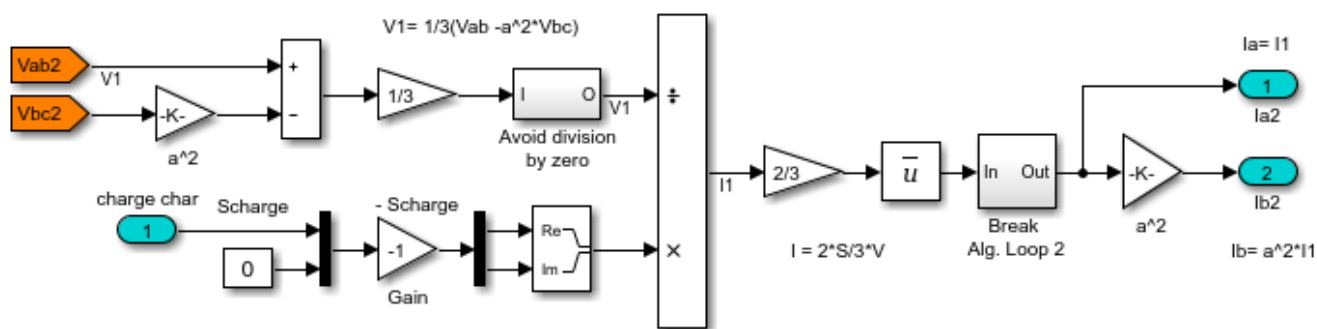 V1= 1/3(Vab -a^2*Vbc)
Ia= I1
Vab2
V1
+
1/3
I
O
V1
÷
1
Ia2
Vbc2
-K-
−
a^2
Avoid division
by zero
I1
2/3
u
In
Out
-K-
2
Ib2
charge char
Scharge
- Scharge
Break
Alg. Loop 2
a^2
1
Re
-1
×
I = 2*S/3*V
Ib= a^2*I1
0
Im
Gain